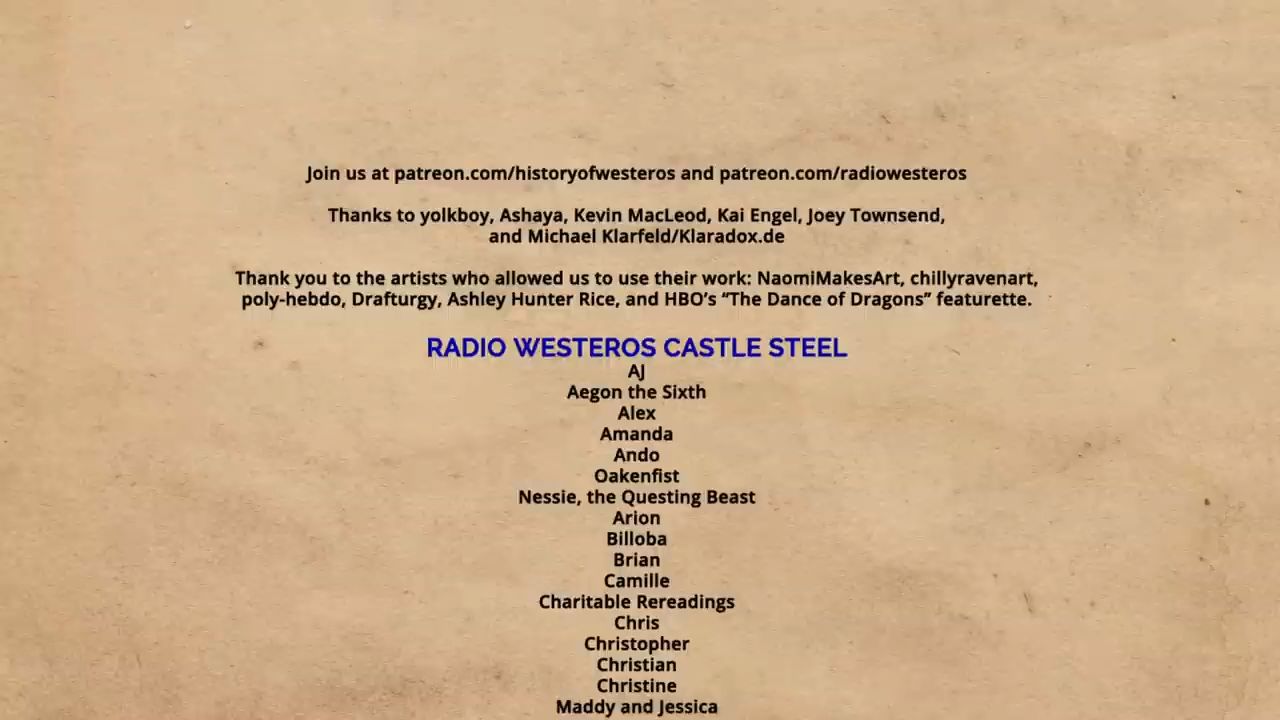 Join us at patreon.com/historyofwesteros and patreon.com/radiowesteros
Thanks to yolkboy, Ashaya, Kevin MacLeod, Kai Engel, Joey Townsend,
and Michael Klarfeld/Klaradox.de
Thank you to the artists who allowed us to use their work: NaomiMakesArt, chillyravenart,
poly-hebdo, Drafturgy, Ashley Hunter Rice, and HBO’s “The Dance of Dragons” featurette.
RADIO WESTEROS CASTLE STEEL
AJ
Aegon the Sixth
Alex
Amanda
Ando
Oakenfist
Nessie, the Questing Beast
Arion
Billoba
Brian
Camille
Charitable Rereadings
Chris
Christopher
Christian
Christine
Maddy and Jessica